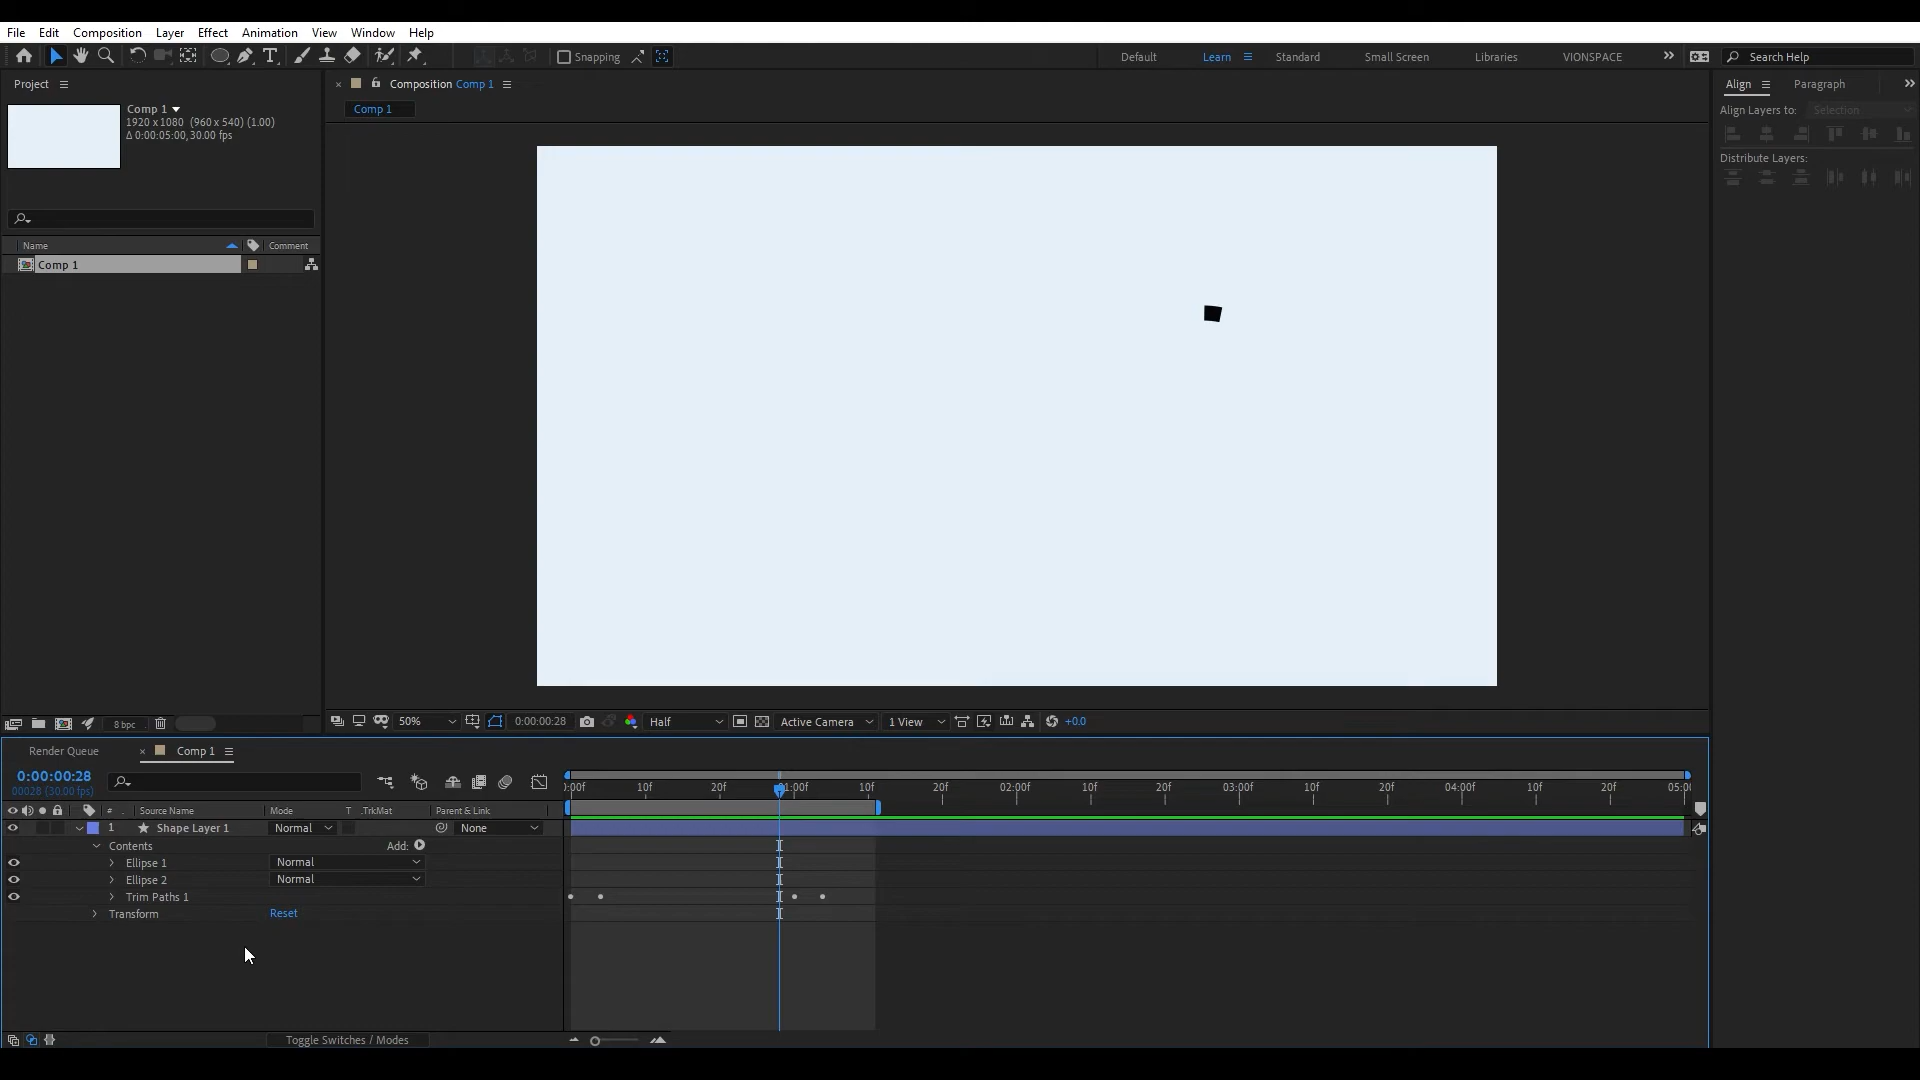 File Edit Composition Layer Effect Animation View Window Help
Snapping Default Learn Standard Small Screen Libraries VIONSPACE Search Help
Project
Comp 1
1920 x 1080 (960 x 540) (1.00)
Δ 0:00:05:00, 30.00 fps
Name Comment
Comp 1
8 bpc
Composition Comp 1
Comp 1
50% 0:00:00:28 Half Active Camera 1 View +0.0
Align Paragraph
Align Layers to: Selection
Distribute Layers:
Render Queue Comp 1
0:00:00:28
00028 (30.00 fps)
:00f 10f 20f 01:00f 10f 20f 02:00f 10f 20f 03:00f 10f 20f 04:00f 10f 20f 05:00
# Source Name Mode T .TrkMat Parent & Link
1 Shape Layer 1 Normal None
Contents Add:
Ellipse 1 Normal
Ellipse 2 Normal
Trim Paths 1
Transform Reset
Toggle Switches / Modes